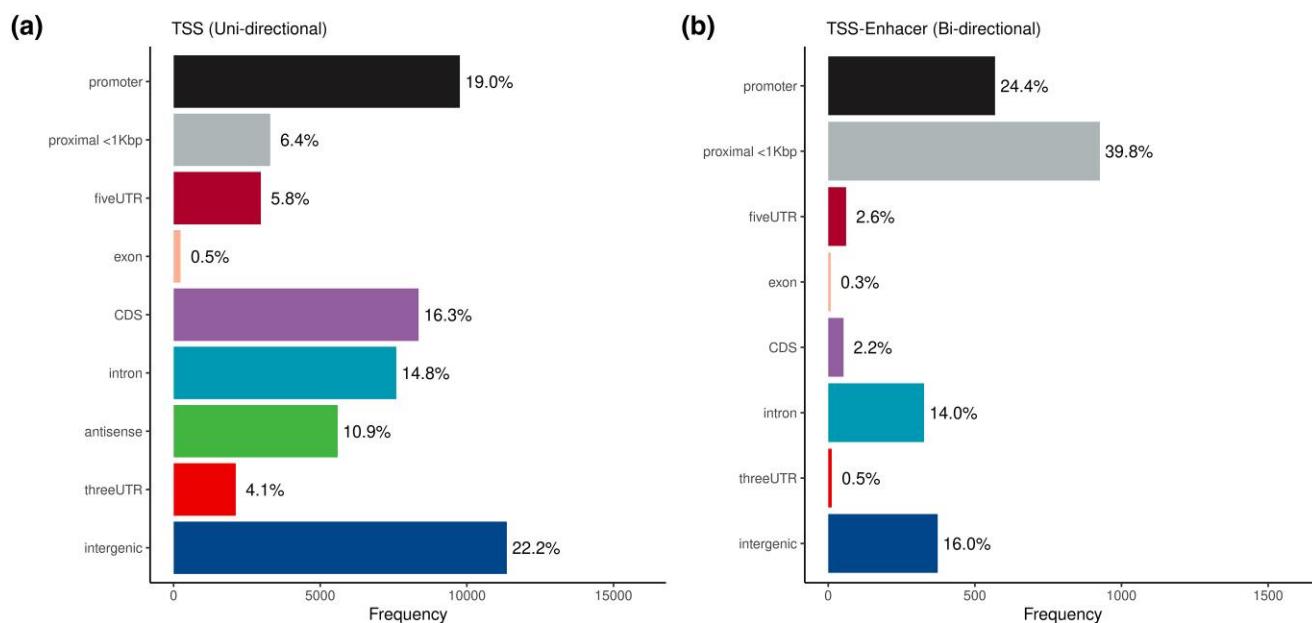 (a)
TSS (Uni-directional)
promoter
19.0%
proximal <1Kbp
6.4%
fiveUTR
5.8%
exon
0.5%
CDS
16.3%
intron
14.8%
antisense
10.9%
threeUTR
4.1%
intergenic
22.2%
0 5000 10000 15000
Frequency
(b)
TSS-Enhacer (Bi-directional)
promoter
24.4%
proximal <1Kbp
39.8%
fiveUTR
2.6%
exon
0.3%
CDS
2.2%
intron
14.0%
threeUTR
0.5%
intergenic
16.0%
0 500 1000 1500
Frequency